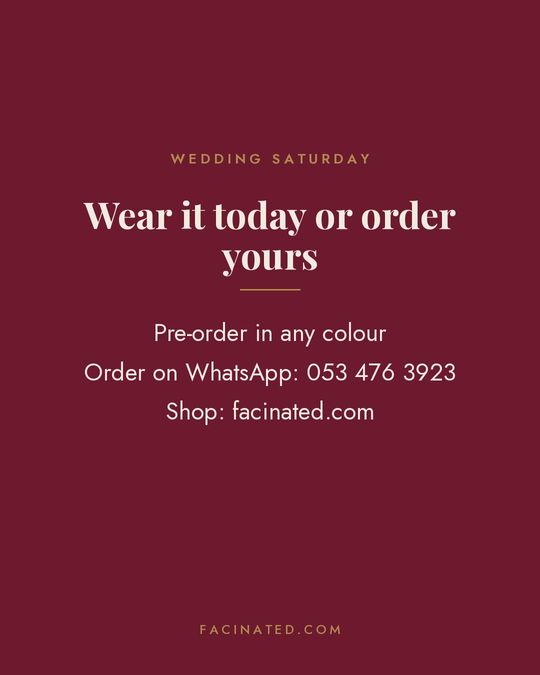 WEDDING SATURDAY
Wear it today or order
yours
Pre-order in any colour
Order on WhatsApp: 053 476 3923
Shop: facinated.com
FACINATED.COM